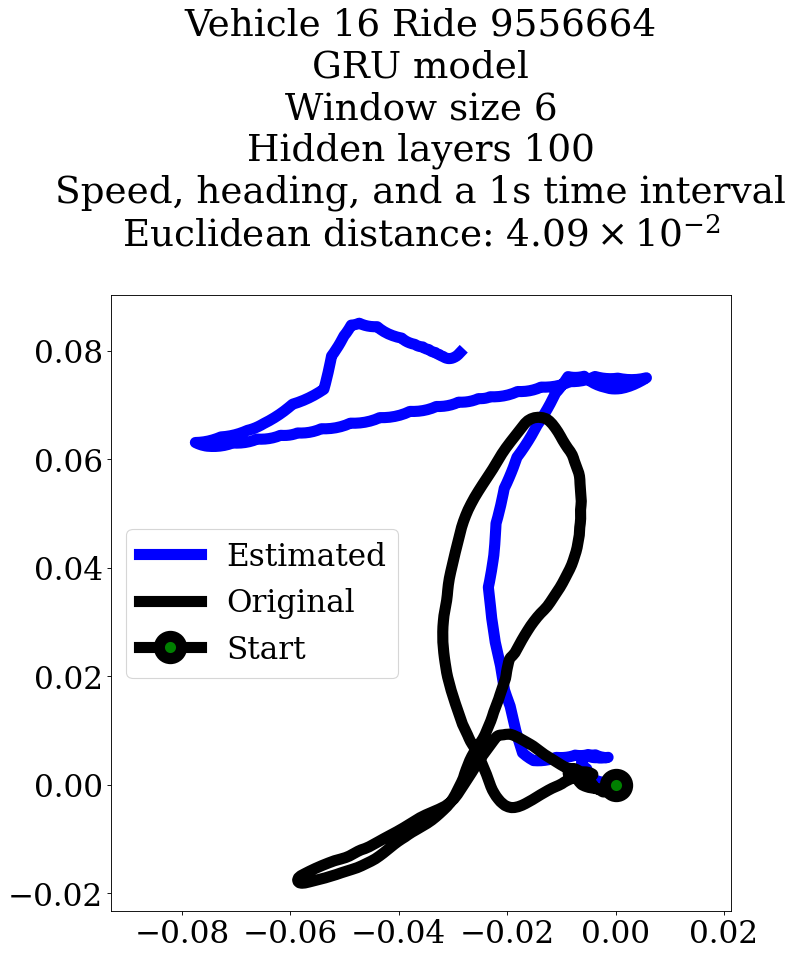 Vehicle 16 Ride 9556664
GRU model
Window size 6
Hidden layers 100
Speed, heading, and a 1s time interval
Euclidean distance: 4.09 × 10⁻²
0.08
0.06
0.04
0.02
0.00
−0.02
Estimated
Original
Start
−0.08 −0.06 −0.04 −0.02 0.00 0.02